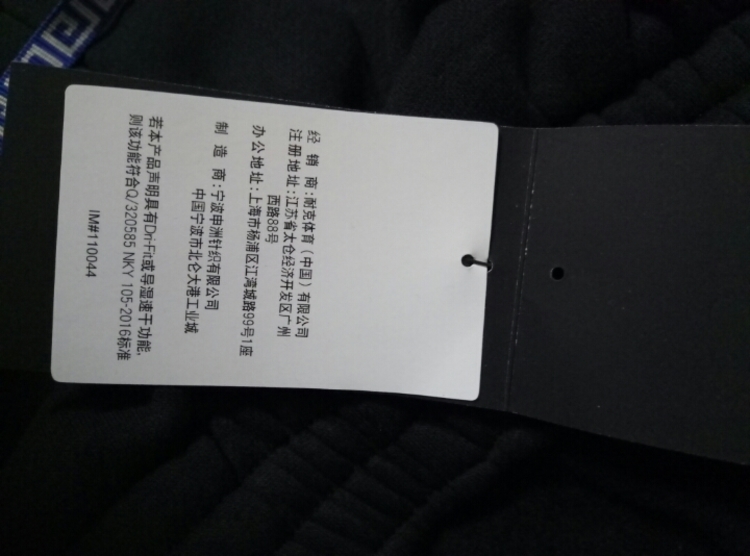 经 销 商:耐克体育（中国）有限公司
注册地址:江苏省太仓经济开发区广州
西路88号
办公地址:上海市杨浦区江湾城路99号1座
制 造 商:宁波申洲针织有限公司
中国宁波市北仑大港工业城
若本产品声明具有Dri-Fit或导湿速干功能,
则该功能符合Q/320585 NKY 105-2016标准
IM#110044